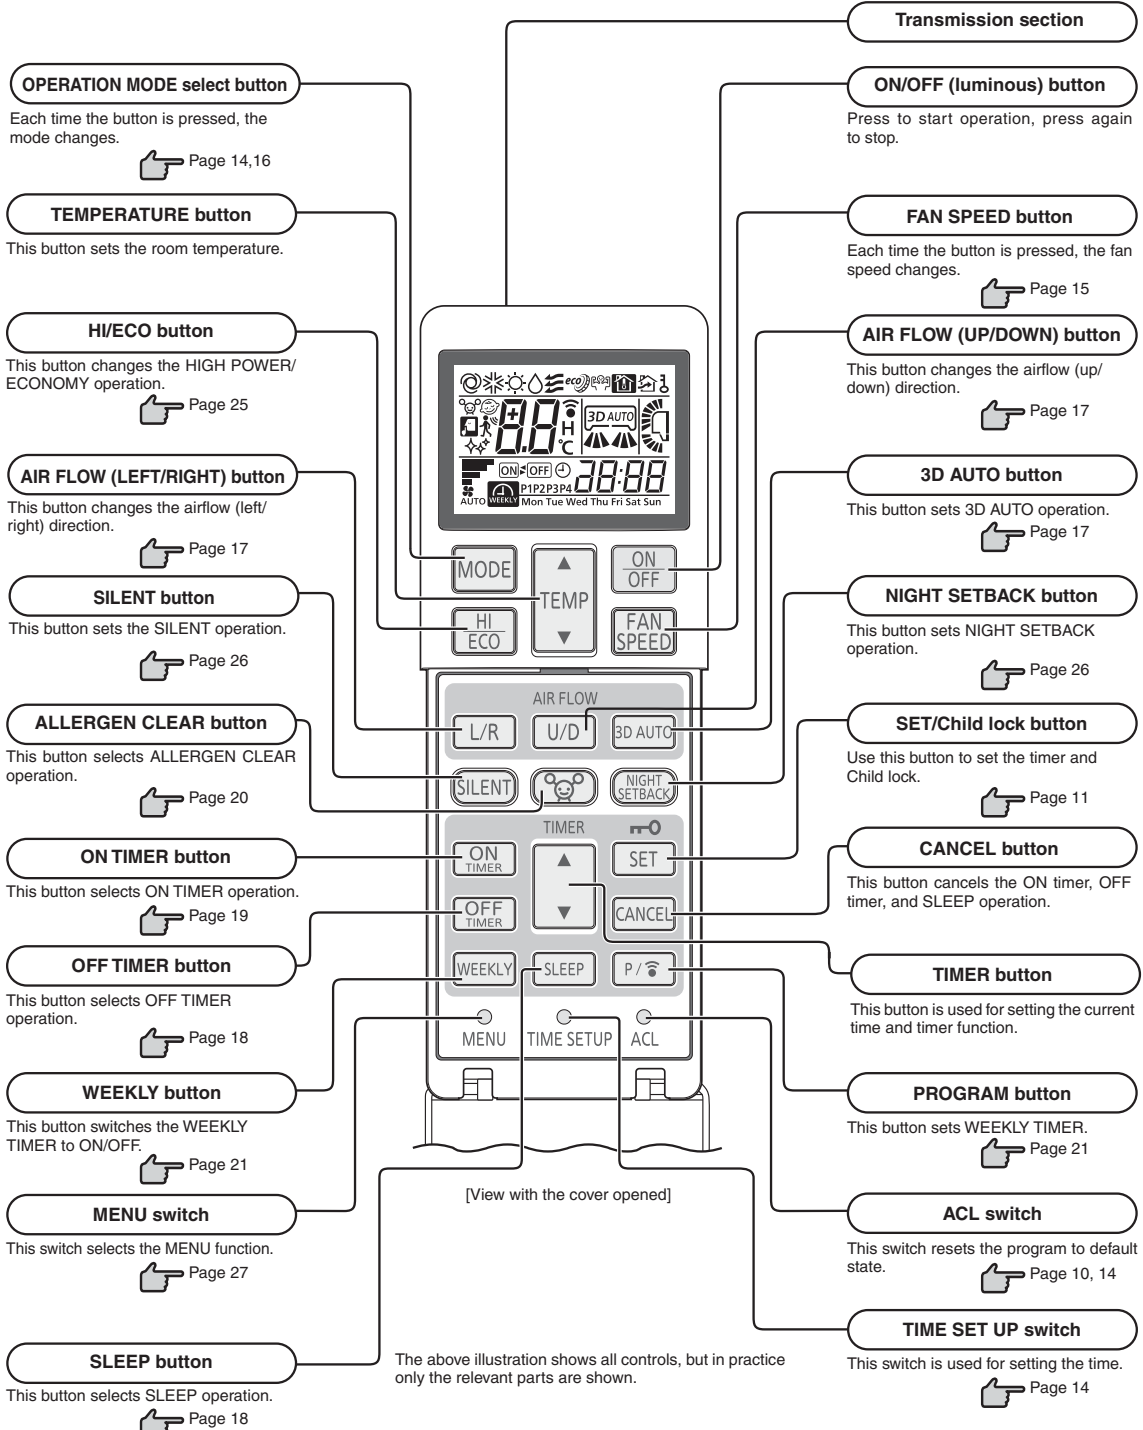 Transmission section
OPERATION MODE select button
Each time the button is pressed, the
mode changes.
Page 14,16
TEMPERATURE button
This button sets the room temperature.
HI/ECO button
This button changes the HIGH POWER/
ECONOMY operation.
Page 25
AIR FLOW (LEFT/RIGHT) button
This button changes the airflow (left/
right) direction.
Page 17
SILENT button
This button sets the SILENT operation.
Page 26
ALLERGEN CLEAR button
This button selects ALLERGEN CLEAR
operation.
Page 20
ON TIMER button
This button selects ON TIMER operation.
Page 19
OFF TIMER button
This button selects OFF TIMER
operation.
Page 18
WEEKLY button
This button switches the WEEKLY
TIMER to ON/OFF.
Page 21
MENU switch
This switch selects the MENU function.
Page 27
SLEEP button
This button selects SLEEP operation.
Page 18
eco
3D AUTO
H
°C
ON OFF
88:88
P1P2P3P4
AUTO WEEKLY Mon Tue Wed Thu Fri Sat Sun
MODE
TEMP
ON
OFF
HI
ECO
FAN
SPEED
AIR FLOW
L/R
U/D
3D AUTO
SILENT
NIGHT
SETBACK
TIMER
ON
TIMER
SET
OFF
TIMER
CANCEL
WEEKLY
SLEEP
P/
MENU
TIME SETUP
ACL
[View with the cover opened]
The above illustration shows all controls, but in practice
only the relevant parts are shown.
ON/OFF (luminous) button
Press to start operation, press again
to stop.
FAN SPEED button
Each time the button is pressed, the fan
speed changes.
Page 15
AIR FLOW (UP/DOWN) button
This button changes the airflow (up/
down) direction.
Page 17
3D AUTO button
This button sets 3D AUTO operation.
Page 17
NIGHT SETBACK button
This button sets NIGHT SETBACK
operation.
Page 26
SET/Child lock button
Use this button to set the timer and
Child lock.
Page 11
CANCEL button
This button cancels the ON timer, OFF
timer, and SLEEP operation.
TIMER button
This button is used for setting the current
time and timer function.
PROGRAM button
This button sets WEEKLY TIMER.
Page 21
ACL switch
This switch resets the program to default
state.
Page 10, 14
TIME SET UP switch
This switch is used for setting the time.
Page 14